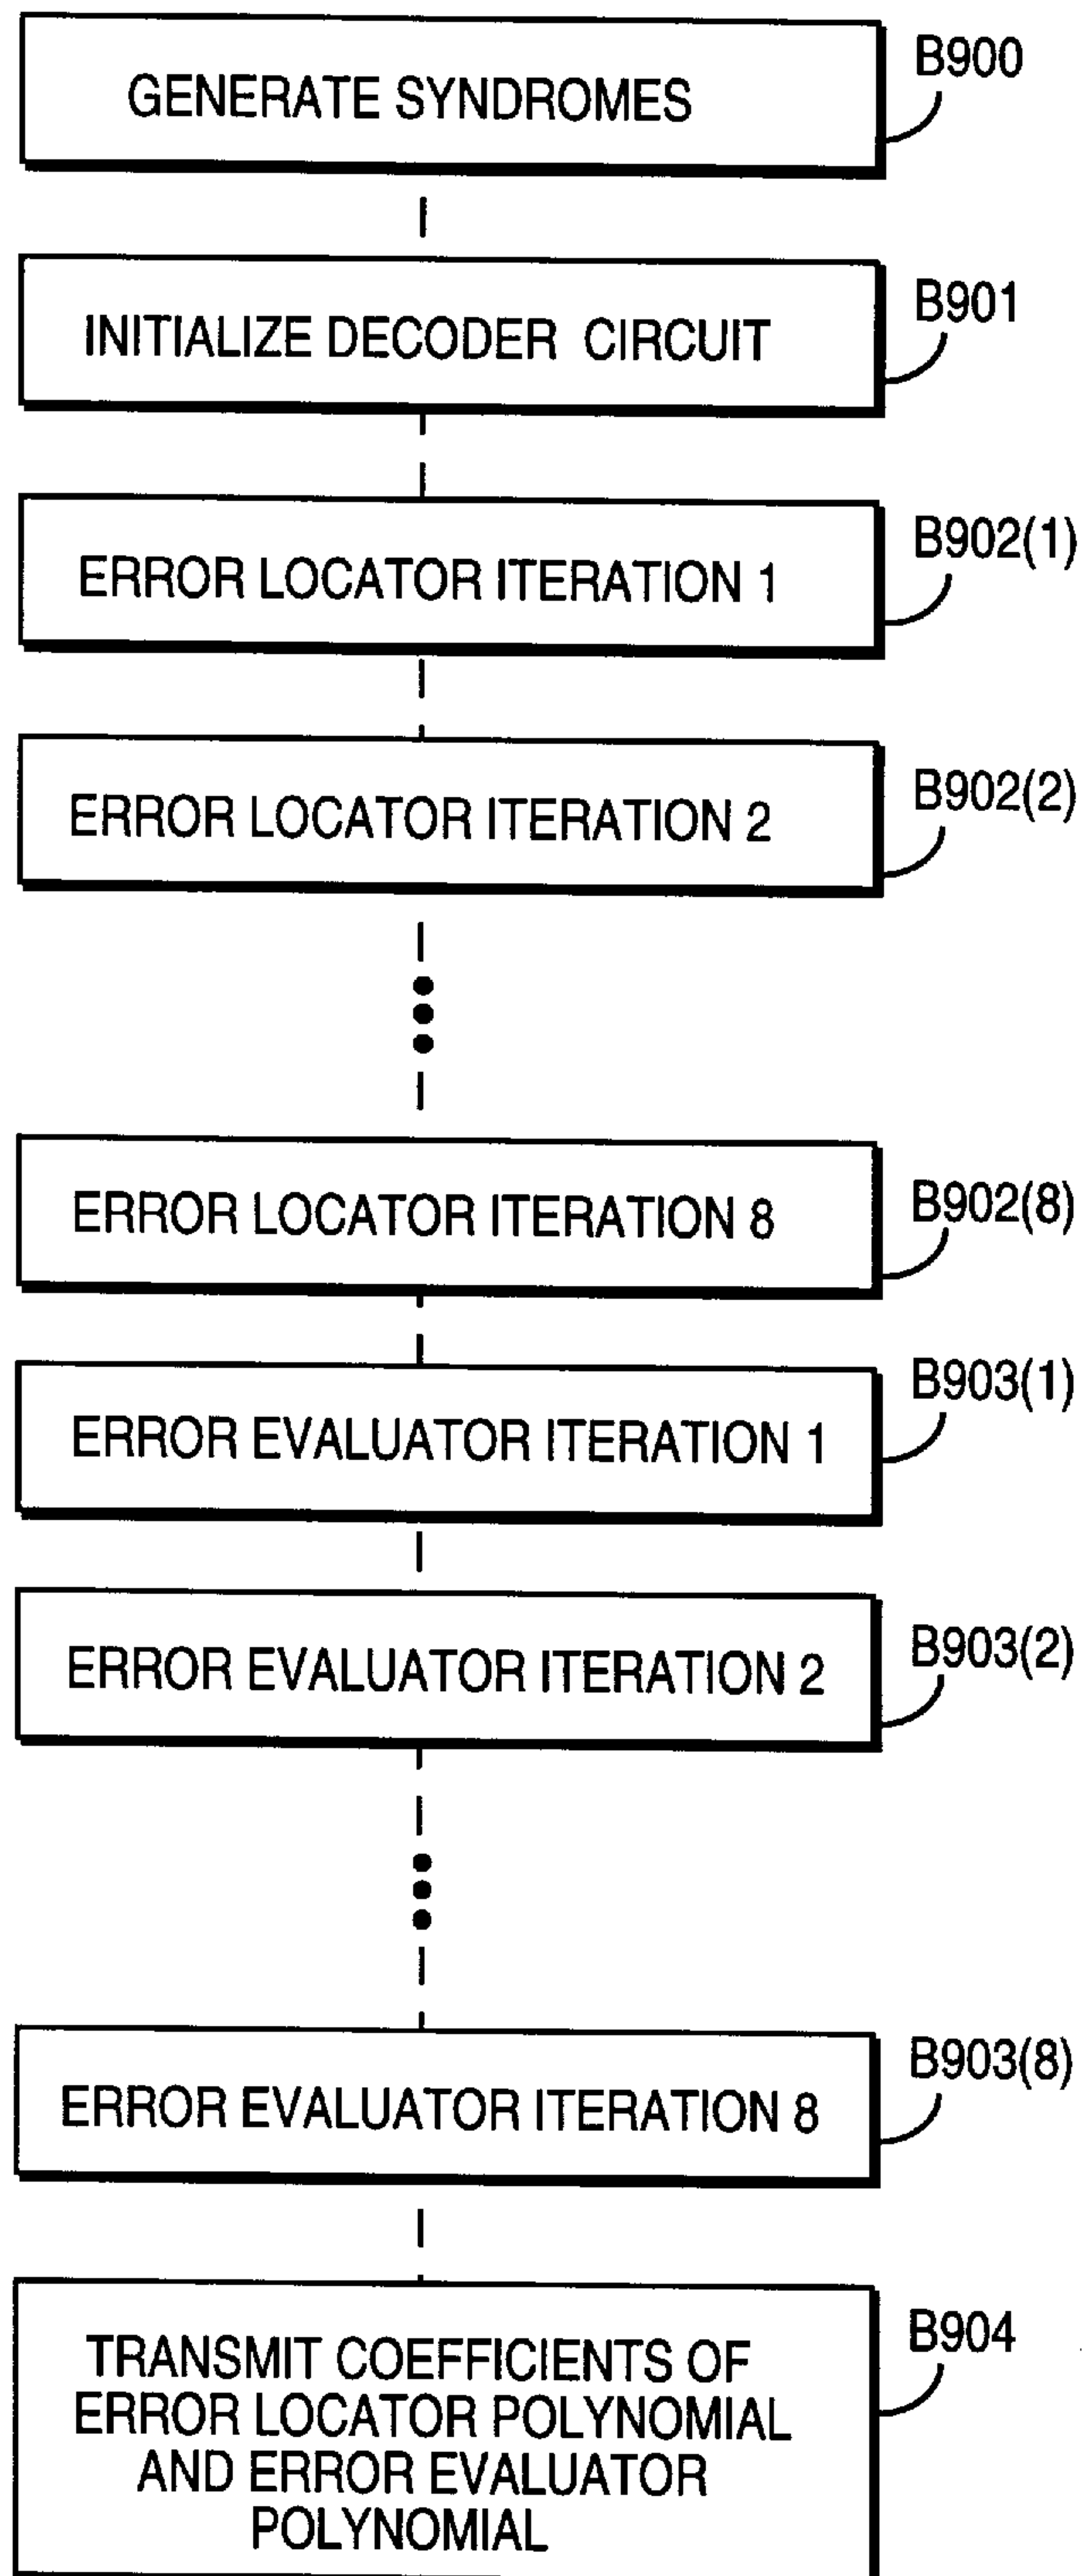 GENERATE SYNDROMES
B900
INITIALIZE DECODER CIRCUIT
B901
ERROR LOCATOR ITERATION 1
B902(1)
ERROR LOCATOR ITERATION 2
B902(2)
ERROR LOCATOR ITERATION 8
B902(8)
ERROR EVALUATOR ITERATION 1
B903(1)
ERROR EVALUATOR ITERATION 2
B903(2)
ERROR EVALUATOR ITERATION 8
B903(8)
TRANSMIT COEFFICIENTS OF
ERROR LOCATOR POLYNOMIAL
AND ERROR EVALUATOR
POLYNOMIAL
B904